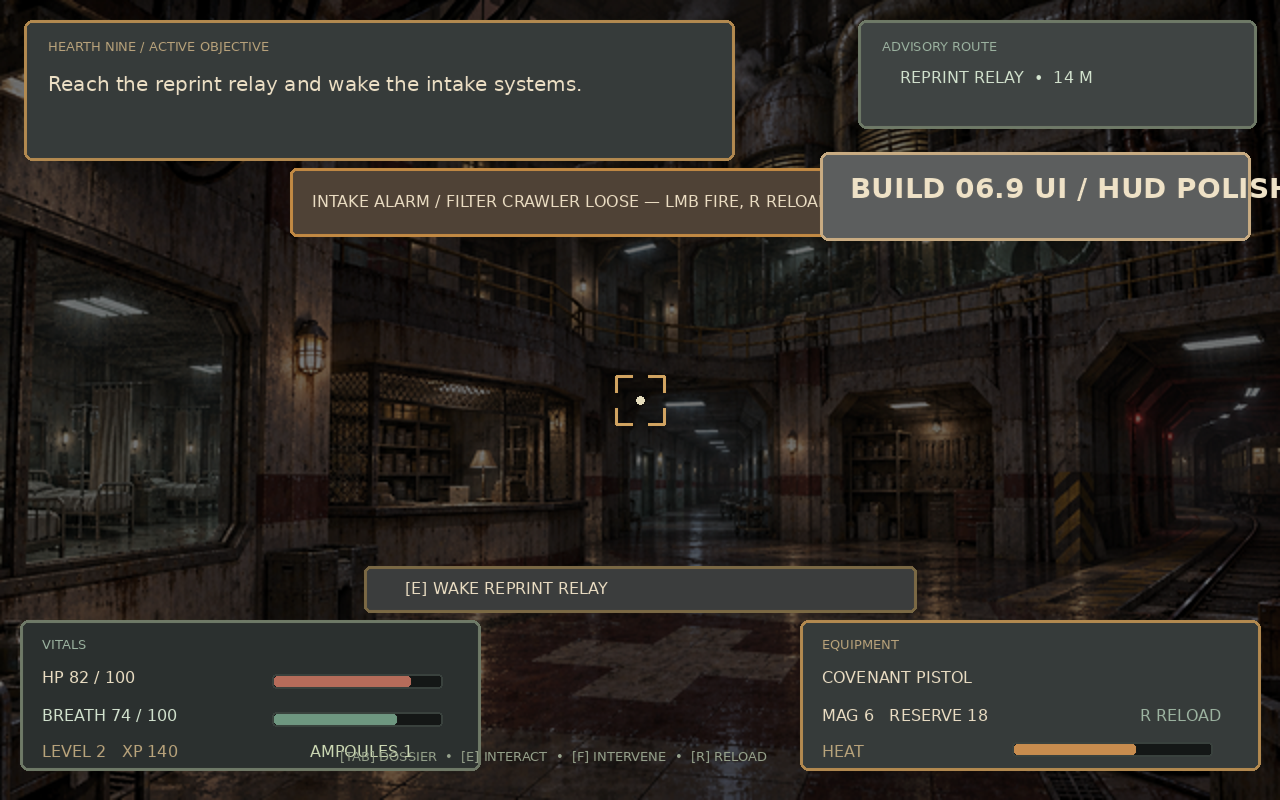 HEARTH NINE / ACTIVE OBJECTIVE
Reach the reprint relay and wake the intake systems.
ADVISORY ROUTE
REPRINT RELAY • 14 M
INTAKE ALARM / FILTER CRAWLER LOOSE — LMB FIRE, R RELOA
BUILD 06.9 UI / HUD POLISH
[E] WAKE REPRINT RELAY
VITALS
HP 82 / 100
BREATH 74 / 100
LEVEL 2 XP 140
AMPOULES 1
[TAB] DOSSIER • [E] INTERACT • [F] INTERVENE • [R] RELOAD
EQUIPMENT
COVENANT PISTOL
MAG 6 RESERVE 18
R RELOAD
HEAT